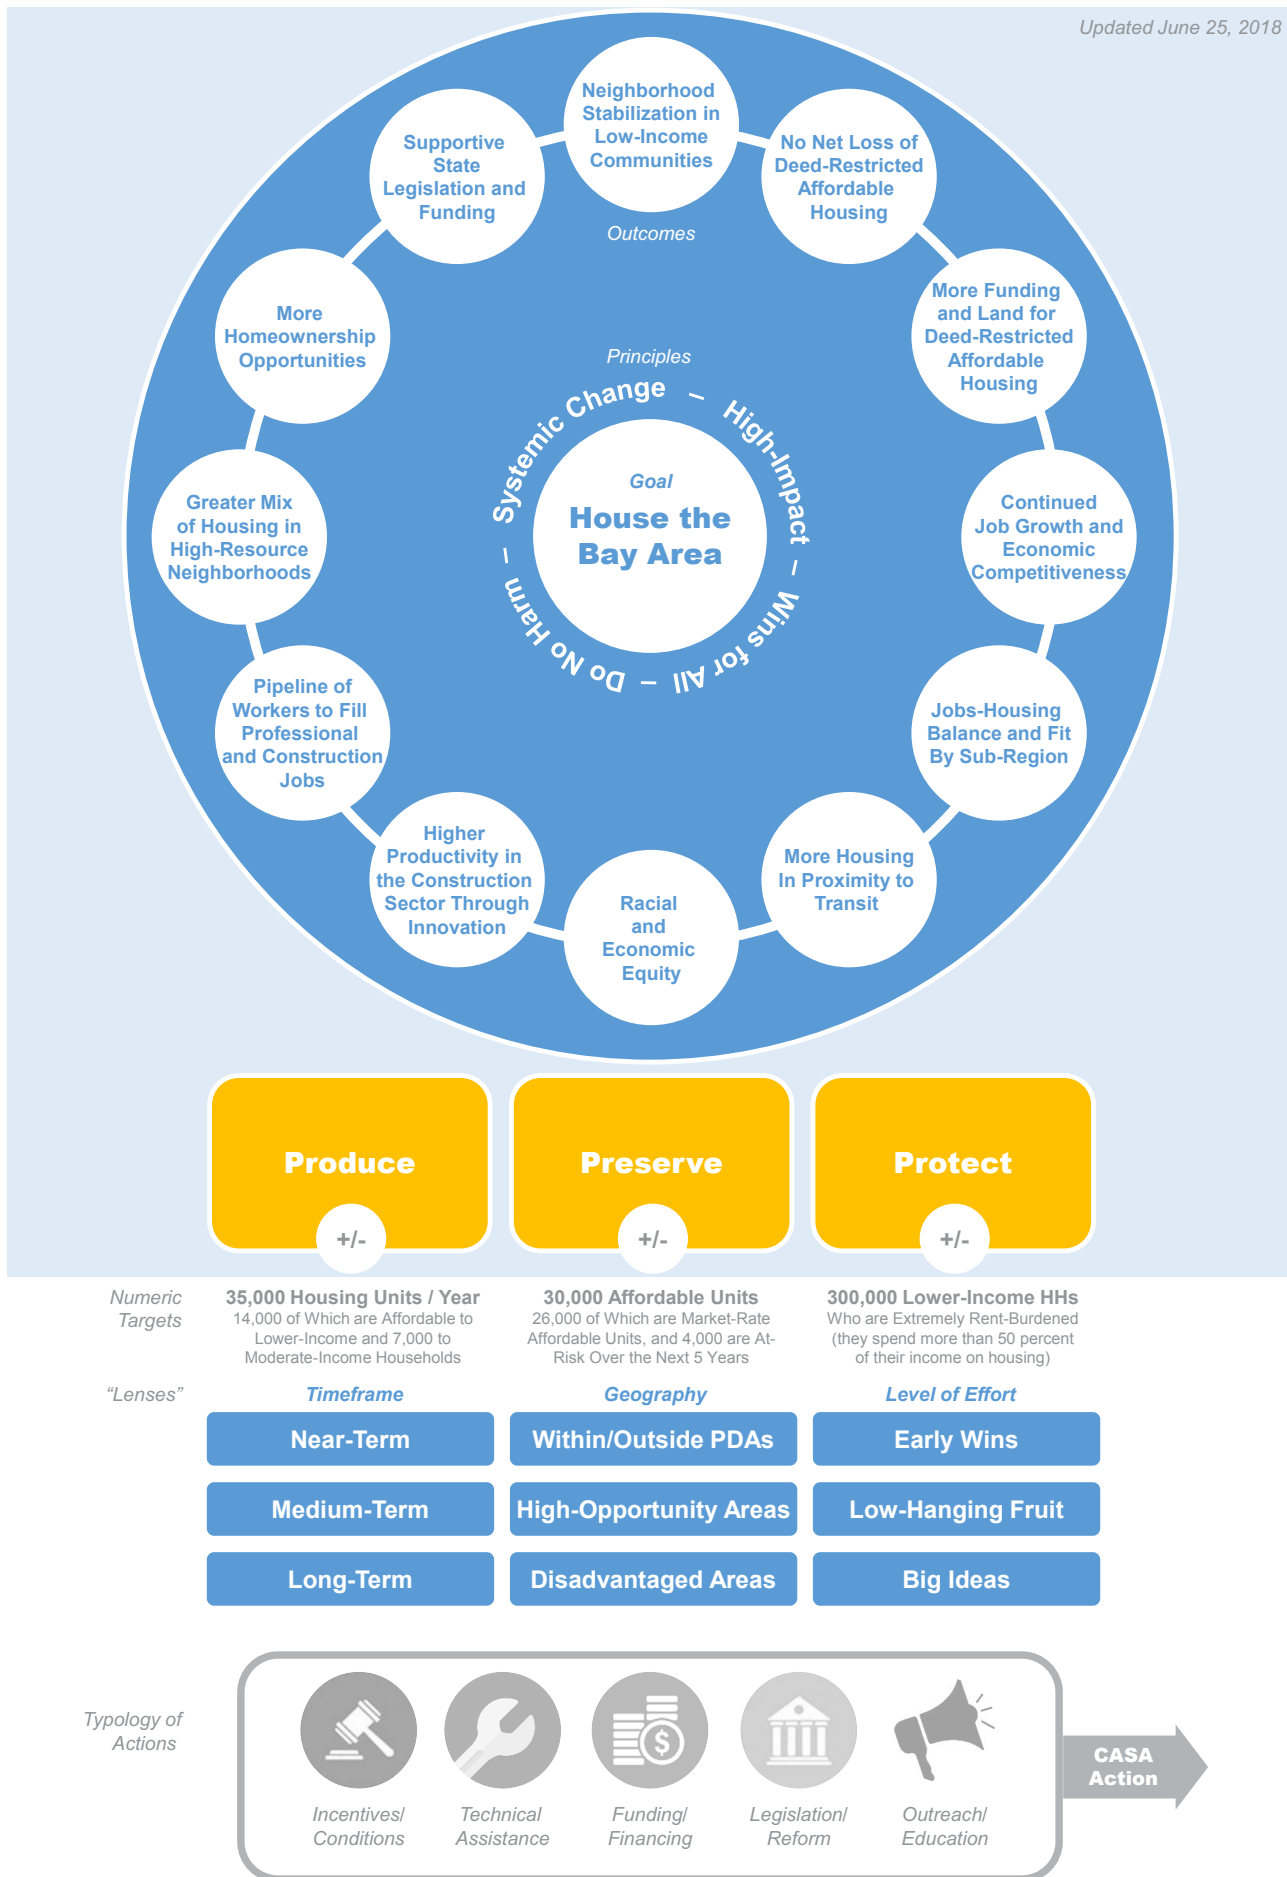 Updated June 25, 2018
Neighborhood
Stabilization in
Low-Income
Communities
No Net Loss of
Deed-Restricted
Affordable
Housing
More Funding
and Land for
Deed-Restricted
Affordable
Housing
Continued
Job Growth and
Economic
Competitiveness
Jobs-Housing
Balance and Fit
By Sub-Region
More Housing
In Proximity to
Transit
Racial
and
Economic
Equity
Higher
Productivity in
the Construction
Sector Through
Innovation
Pipeline of
Workers to Fill
Professional
and Construction
Jobs
Greater Mix
of Housing in
High-Resource
Neighborhoods
More
Homeownership
Opportunities
Supportive
State
Legislation and
Funding
Outcomes
Principles
Systemic Change – High-Impact – Wins for All – Do No Harm –
Goal
House the
Bay Area
Produce
+/-
Preserve
+/-
Protect
+/-
Numeric
Targets
35,000 Housing Units / Year
14,000 of Which are Affordable to
Lower-Income and 7,000 to
Moderate-Income Households
30,000 Affordable Units
26,000 of Which are Market-Rate
Affordable Units, and 4,000 are At-
Risk Over the Next 5 Years
300,000 Lower-Income HHs
Who are Extremely Rent-Burdened
(they spend more than 50 percent
of their income on housing)
“Lenses”
Timeframe
Geography
Level of Effort
Near-Term
Within/Outside PDAs
Early Wins
Medium-Term
High-Opportunity Areas
Low-Hanging Fruit
Long-Term
Disadvantaged Areas
Big Ideas
Typology of
Actions
$
Incentives/
Conditions
Technical
Assistance
Funding/
Financing
Legislation/
Reform
Outreach/
Education
CASA
Action